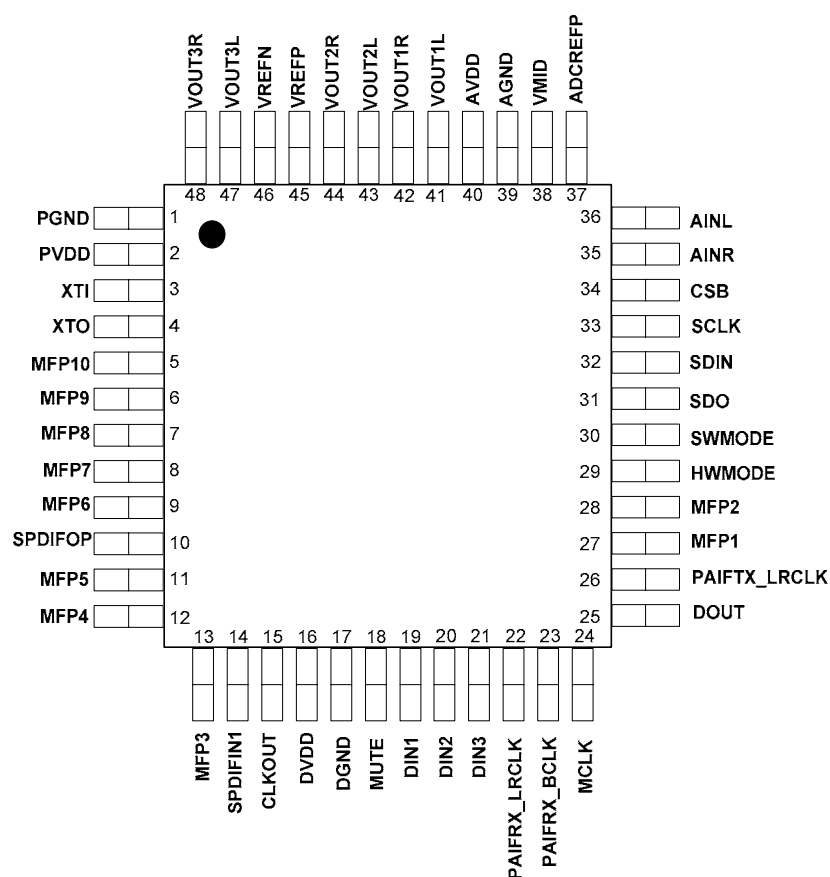 VOUT3R VOUT3L VREFN VREFP VOUT2R VOUT2L VOUT1R VOUT1L AVDD AGND VMID ADCREFP
48 47 46 45 44 43 42 41 40 39 38 37
PGND 1 36 AINL
PVDD 2 35 AINR
XTI 3 34 CSB
XTO 4 33 SCLK
MFP10 5 32 SDIN
MFP9 6 31 SDO
MFP8 7 30 SWMODE
MFP7 8 29 HWMODE
MFP6 9 28 MFP2
SPDIFOP 10 27 MFP1
MFP5 11 26 PAIFTX_LRCLK
MFP4 12 25 DOUT
13 14 15 16 17 18 19 20 21 22 23 24
MFP3 SPDIFIN1 CLKOUT DVDD DGND MUTE DIN1 DIN2 DIN3 PAIFRX_LRCLK PAIFRX_BCLK MCLK